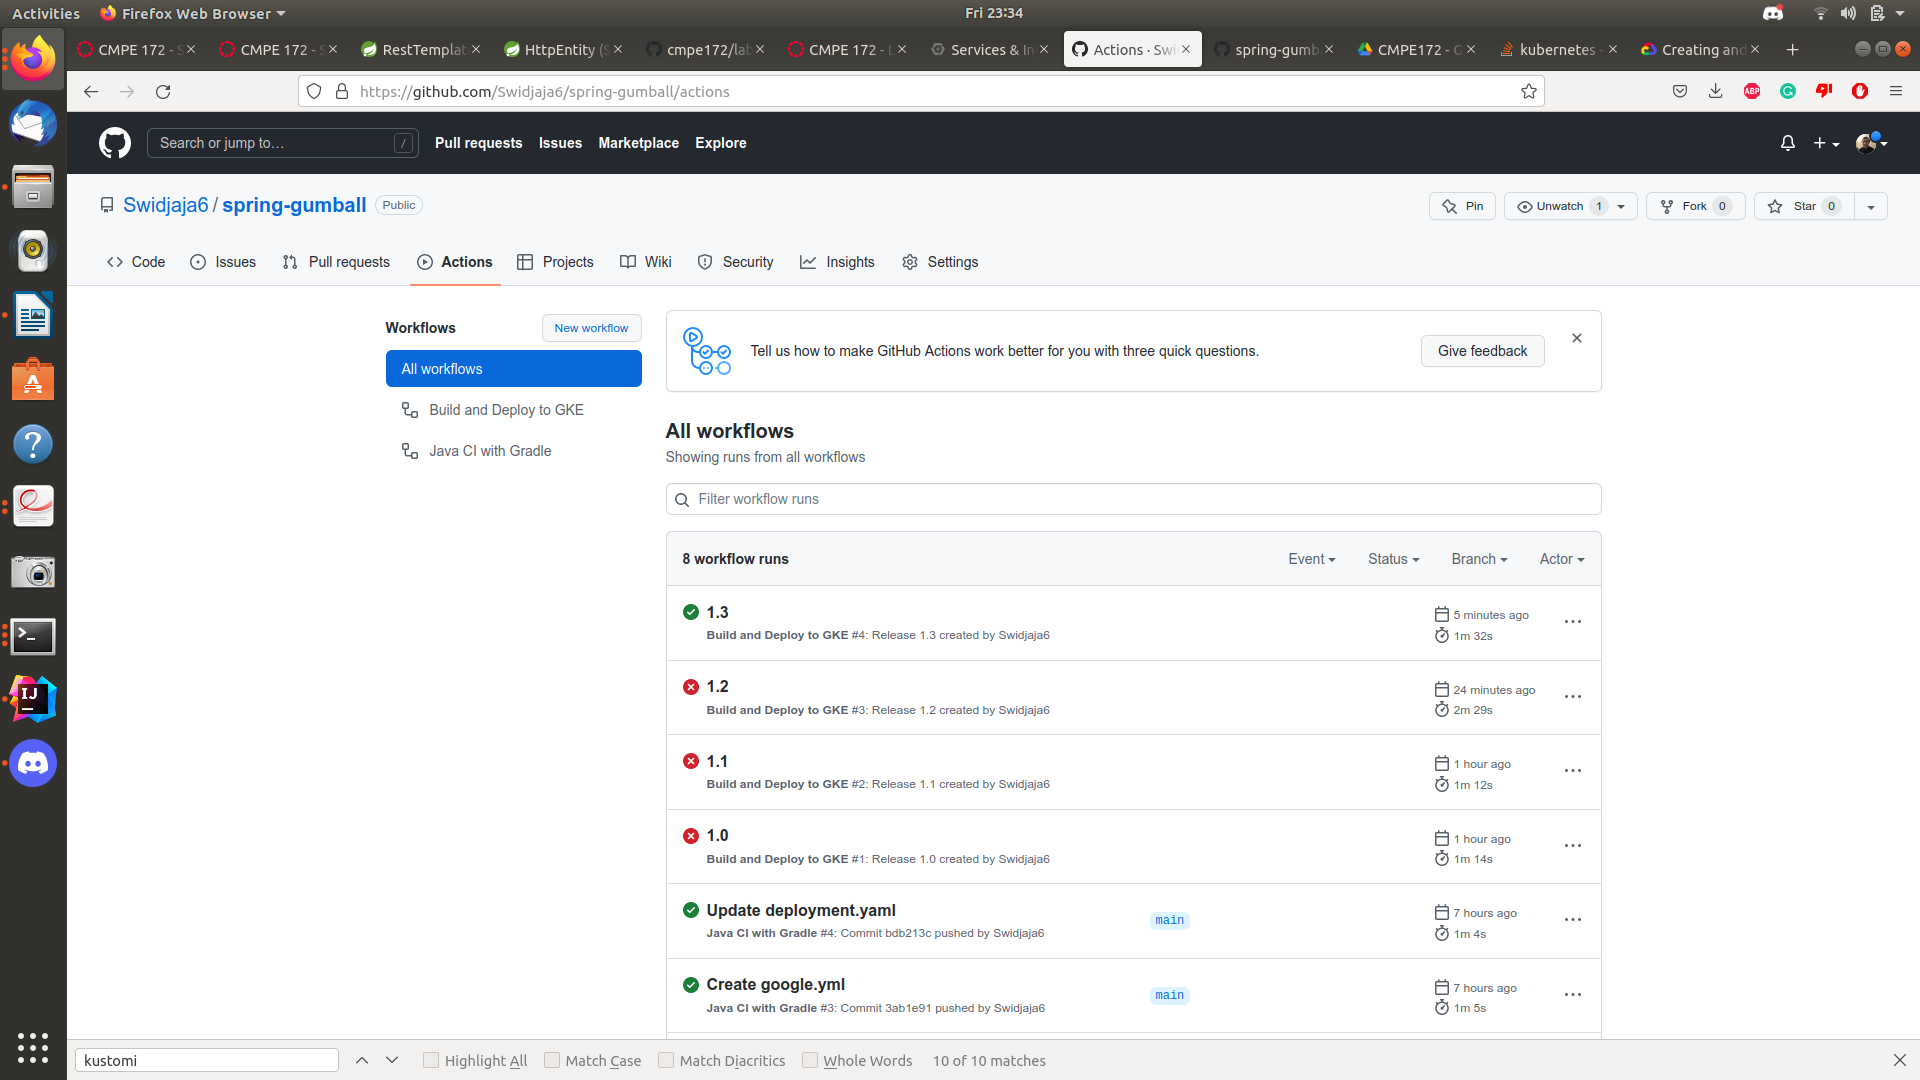 Activities Firefox Web Browser Fri 23:34
CMPE 172 - S CMPE 172 - S RestTemplat HttpEntity (S cmpe172/lab CMPE 172 - L Services & In Actions · Swi spring-gumb CMPE172 - G kubernetes - Creating and
https://github.com/Swidjaja6/spring-gumball/actions ABP
Search or jump to… / Pull requests Issues Marketplace Explore
Swidjaja6 / spring-gumball Public Pin Unwatch 1 Fork 0 Star 0
Code Issues Pull requests Actions Projects Wiki Security Insights Settings
Workflows New workflow
All workflows
Build and Deploy to GKE
Java CI with Gradle
Tell us how to make GitHub Actions work better for you with three quick questions. Give feedback
All workflows
Showing runs from all workflows
Filter workflow runs
8 workflow runs Event Status Branch Actor
1.3 5 minutes ago
Build and Deploy to GKE #4: Release 1.3 created by Swidjaja6 1m 32s
1.2 24 minutes ago
Build and Deploy to GKE #3: Release 1.2 created by Swidjaja6 2m 29s
1.1 1 hour ago
Build and Deploy to GKE #2: Release 1.1 created by Swidjaja6 1m 12s
1.0 1 hour ago
Build and Deploy to GKE #1: Release 1.0 created by Swidjaja6 1m 14s
Update deployment.yaml main 7 hours ago
Java CI with Gradle #4: Commit bdb213c pushed by Swidjaja6 1m 4s
Create google.yml main 7 hours ago
Java CI with Gradle #3: Commit 3ab1e91 pushed by Swidjaja6 1m 5s
kustomi Highlight All Match Case Match Diacritics Whole Words 10 of 10 matches